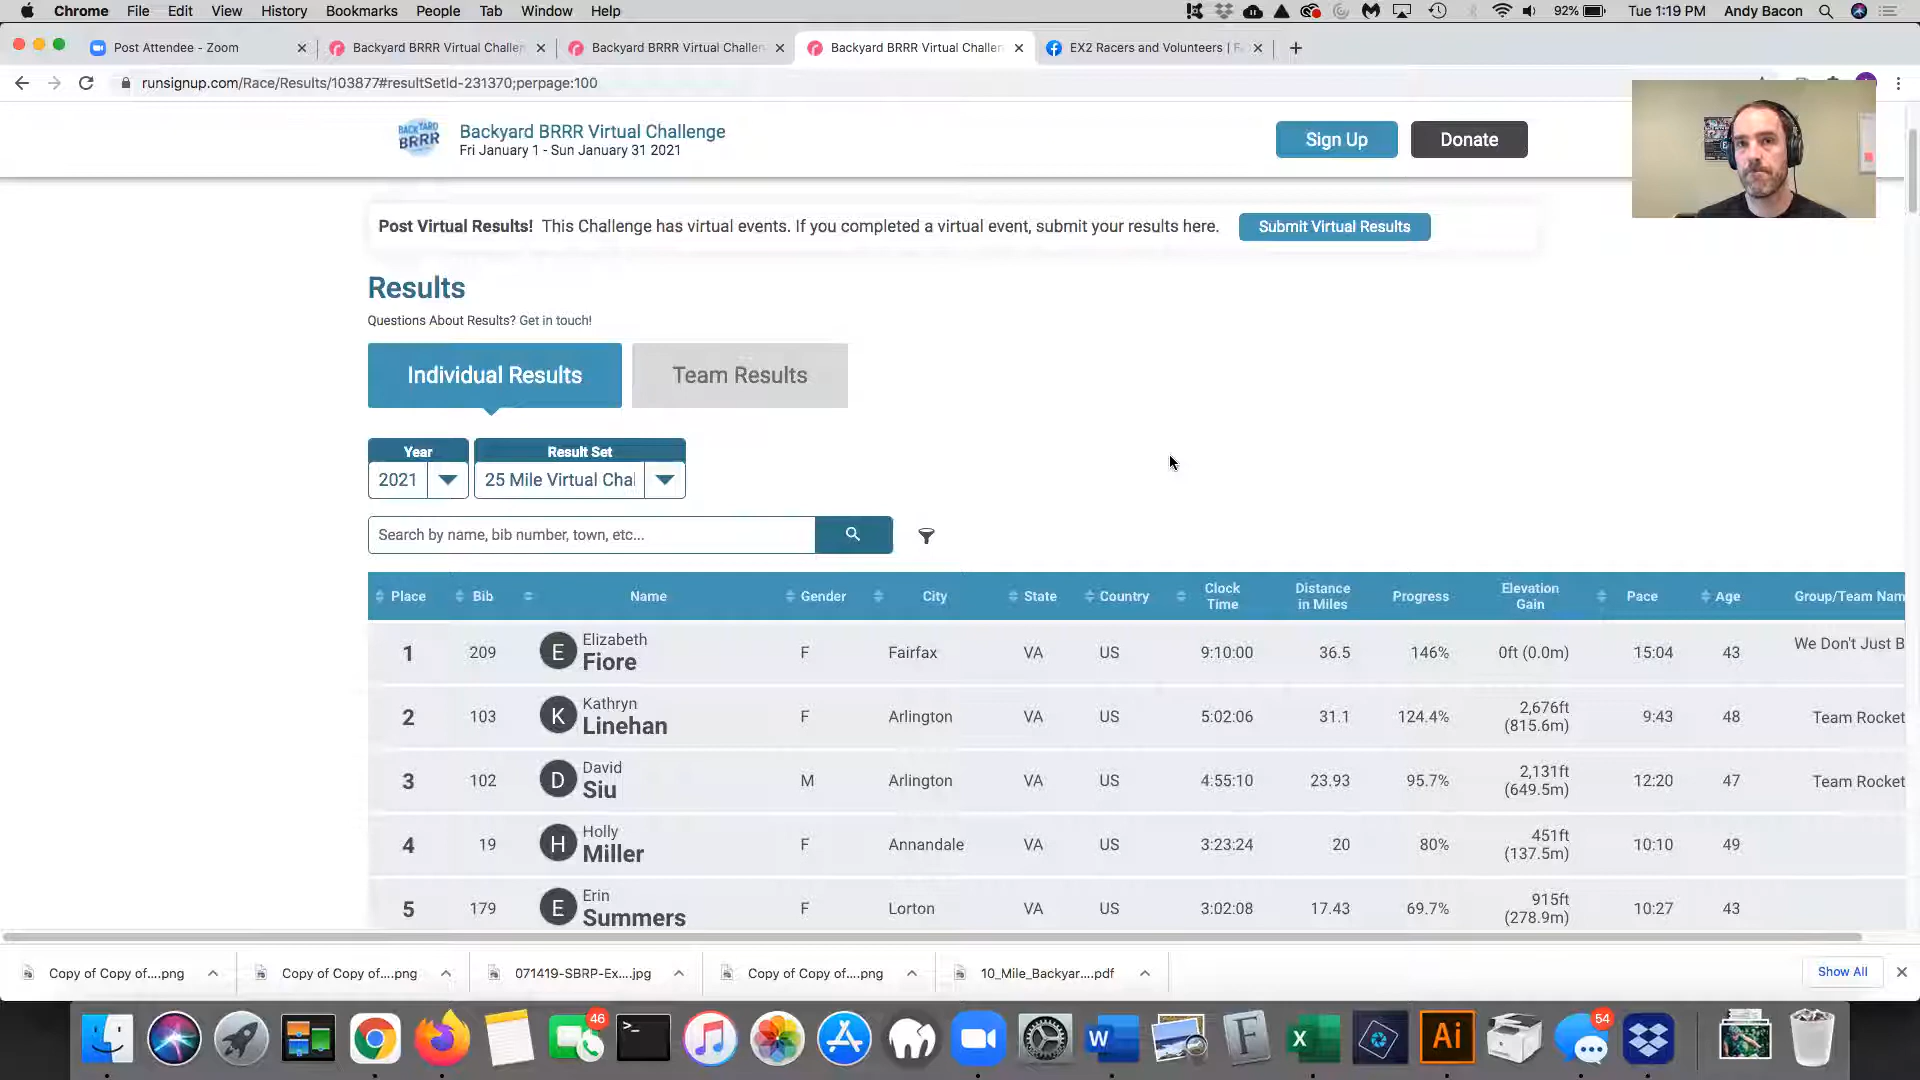 Chrome File Edit View History Bookmarks People Tab Window Help 92% Tue 1:19 PM Andy Bacon
Post Attendee - Zoom Backyard BRRR Virtual Challen Backyard BRRR Virtual Challen Backyard BRRR Virtual Challen EX2 Racers and Volunteers | F
runsignup.com/Race/Results/103877#resultSetId-231370;perpage:100
BACKYARD
BRRR
Backyard BRRR Virtual Challenge
Fri January 1 - Sun January 31 2021
Sign Up Donate
Post Virtual Results! This Challenge has virtual events. If you completed a virtual event, submit your results here. Submit Virtual Results
Results
Questions About Results? Get in touch!
Individual Results Team Results
Year Result Set
2021 25 Mile Virtual Chal
Search by name, bib number, town, etc...
Place Bib Name Gender City State Country Clock Time Distance in Miles Progress Elevation Gain Pace Age Group/Team Nam
1 209 E Elizabeth Fiore F Fairfax VA US 9:10:00 36.5 146% 0ft (0.0m) 15:04 43 We Don't Just B
2 103 K Kathryn Linehan F Arlington VA US 5:02:06 31.1 124.4% 2,676ft (815.6m) 9:43 48 Team Rocket
3 102 D David Siu M Arlington VA US 4:55:10 23.93 95.7% 2,131ft (649.5m) 12:20 47 Team Rocket
4 19 H Holly Miller F Annandale VA US 3:23:24 20 80% 451ft (137.5m) 10:10 49
5 179 E Erin Summers F Lorton VA US 3:02:08 17.43 69.7% 915ft (278.9m) 10:27 43
Copy of Copy of....png Copy of Copy of....png 071419-SBRP-Ex....jpg Copy of Copy of....png 10_Mile_Backyar....pdf Show All
46 54
W F X Ai